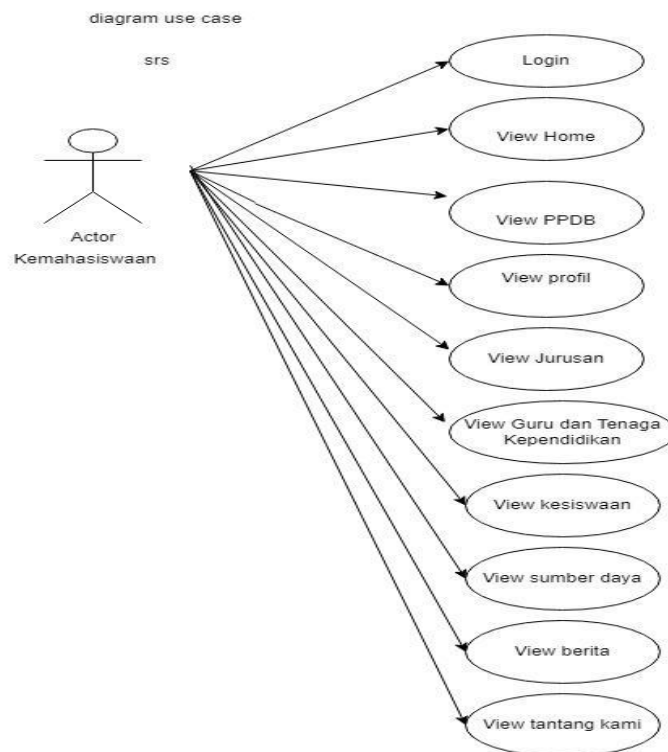 diagram use case
srs
Actor
Kemahasiswaan
Login
View Home
View PPDB
View profil
View Jurusan
View Guru dan Tenaga
Kependidikan
View kesiswaan
View sumber daya
View berita
View tantang kami